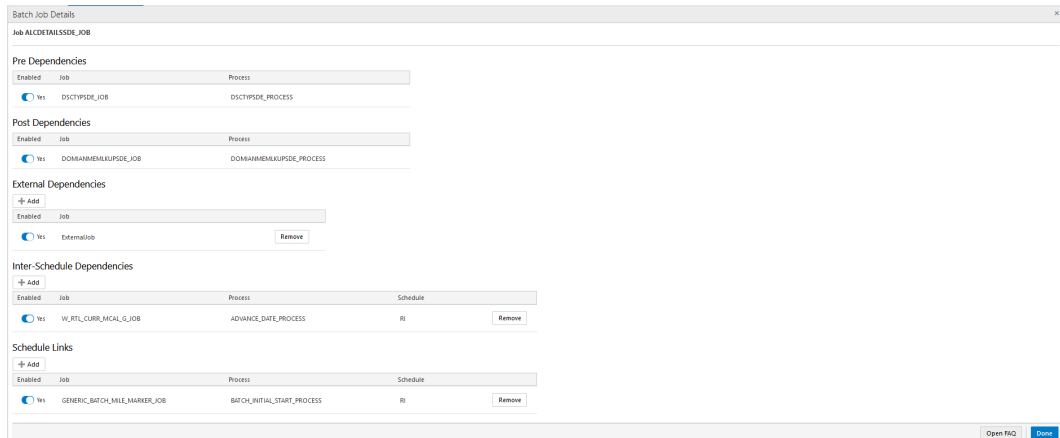 Batch Job Details ×
Job ALCDETAILSSDE_JOB
Pre Dependencies
Enabled Job Process
Yes DSCTYPSDE_JOB DSCTYPSDE_PROCESS
Post Dependencies
Enabled Job Process
Yes DOMIANMEMLKUPSDE_JOB DOMIANMEMLKUPSDE_PROCESS
External Dependencies
+ Add
Enabled Job
Yes ExternalJob Remove
Inter-Schedule Dependencies
+ Add
Enabled Job Process Schedule
Yes W_RTL_CURR_MCAL_G_JOB ADVANCE_DATE_PROCESS RI Remove
Schedule Links
+ Add
Enabled Job Process Schedule
Yes GENERIC_BATCH_MILE_MARKER_JOB BATCH_INITIAL_START_PROCESS RI Remove
Open FAQ Done